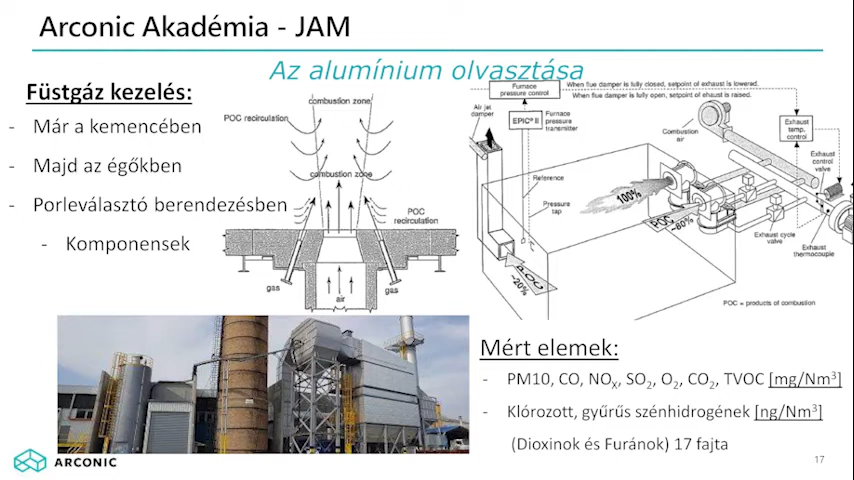 Arconic Akadémia - JAM
Az alumínium olvasztása
Füstgáz kezelés:
- Már a kemencében
- Majd az égőkben
- Porleválasztó berendezésben
- Komponensek
combustion zone
POC recirculation
combustion zone
POC
recirculation
gas
air
gas
Furnace
pressure control
When flue damper is fully closed, setpoint of exhaust is lowered.
When flue damper is fully open, setpoint of exhaust is raised.
Air jet
damper
EPIC® II
Furnace
pressure
transmitter
Combustion
air
Exhaust
temp.
control
Exhaust
control
valve
Reference
Pressure
tap
100%
POC
~80%
POC
~20%
Exhaust cycle
valve
Exhaust
thermocouple
POC = products of combustion
Mért elemek:
- PM10, CO, NOX, SO2, O2, CO2, TVOC [mg/Nm3]
- Klórozott, gyűrűs szénhidrogének [ng/Nm3]
(Dioxinok és Furánok) 17 fajta
ARCONIC
17